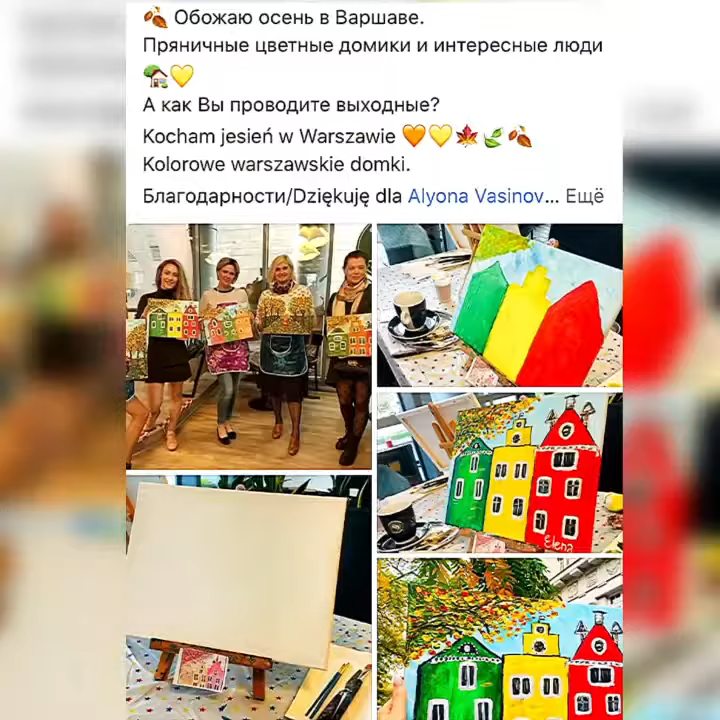 🍂 Обожаю осень в Варшаве.
Пряничные цветные домики и интересные люди
🏡💛
А как Вы проводите выходные?
Kocham jesień w Warszawie 🧡💛🍁🍃🍂
Kolorowe warszawskie domki.
Благодарности/Dziękuję dla Alyona Vasinov... Ещё
Elena